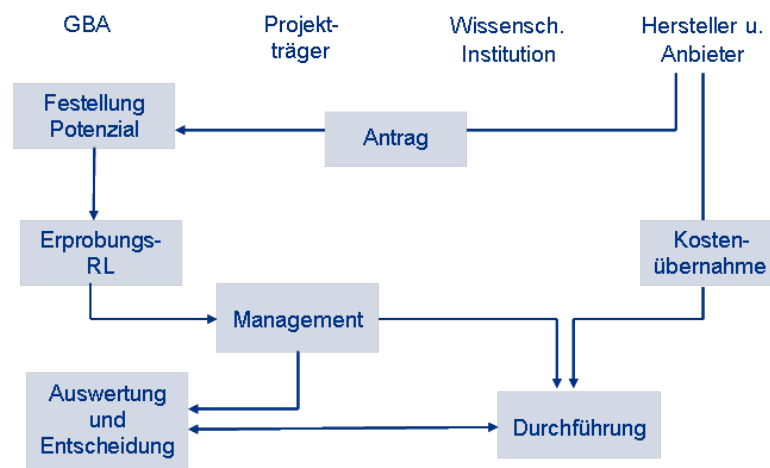 GBA
Projekt-
träger
Wissensch.
Institution
Hersteller u.
Anbieter
Festellung
Potenzial
Antrag
Erprobungs-
RL
Kosten-
übernahme
Management
Auswertung
und
Entscheidung
Durchführung